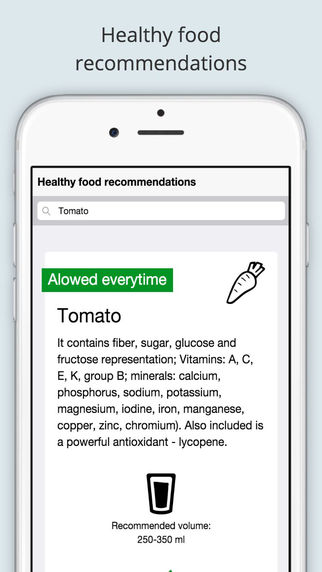 Healthy food
recommendations
Healthy food recommendations
Tomato
Alowed everytime
Tomato
It contains fiber, sugar, glucose and
fructose representation; Vitamins: A, C,
E, K, group B; minerals: calcium,
phosphorus, sodium, potassium,
magnesium, iodine, iron, manganese,
copper, zinc, chromium). Also included is
a powerful antioxidant - lycopene.
Recommended volume:
250-350 ml